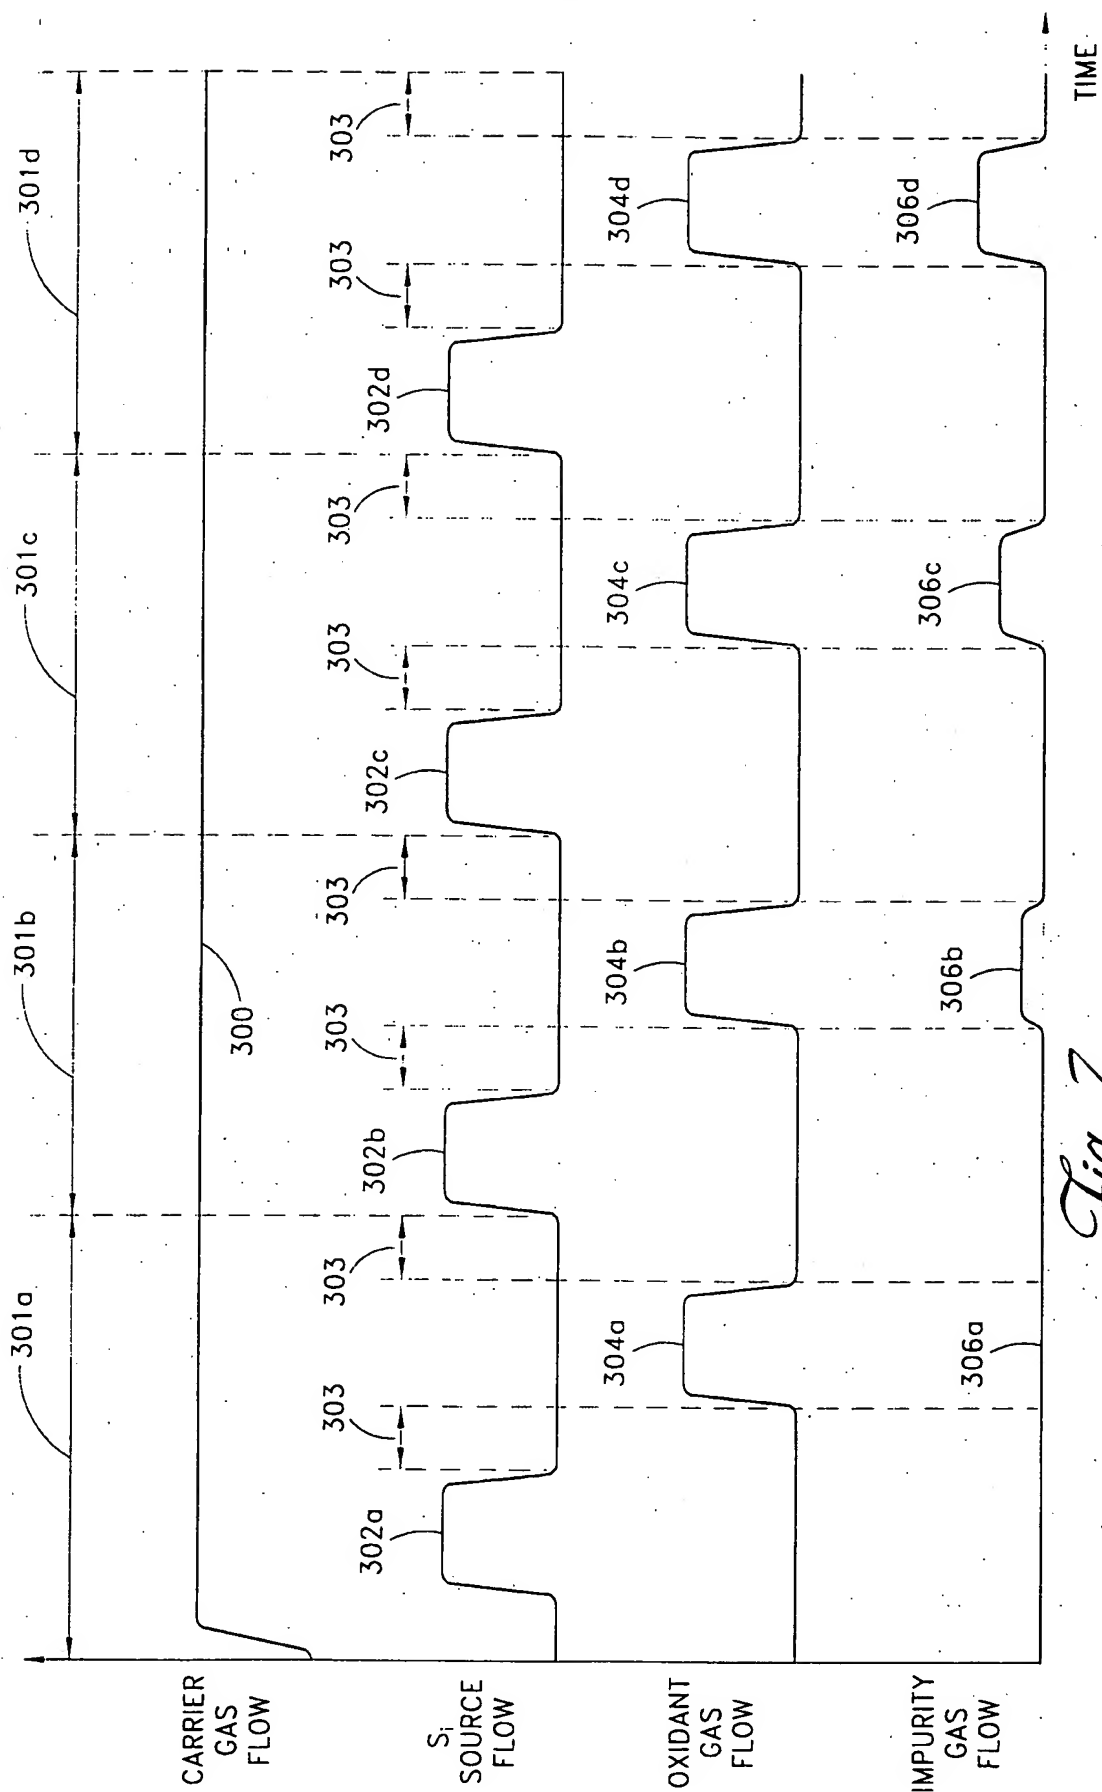 301a
301b
301c
301d
CARRIER
GAS
FLOW
300
303
303
303
303
303
303
303
303
302a
302b
302c
302d
Si
SOURCE
FLOW
304a
304b
304c
304d
OXIDANT
GAS
FLOW
306a
306b
306c
306d
IMPURITY
GAS
FLOW
TIME
Fig. 7